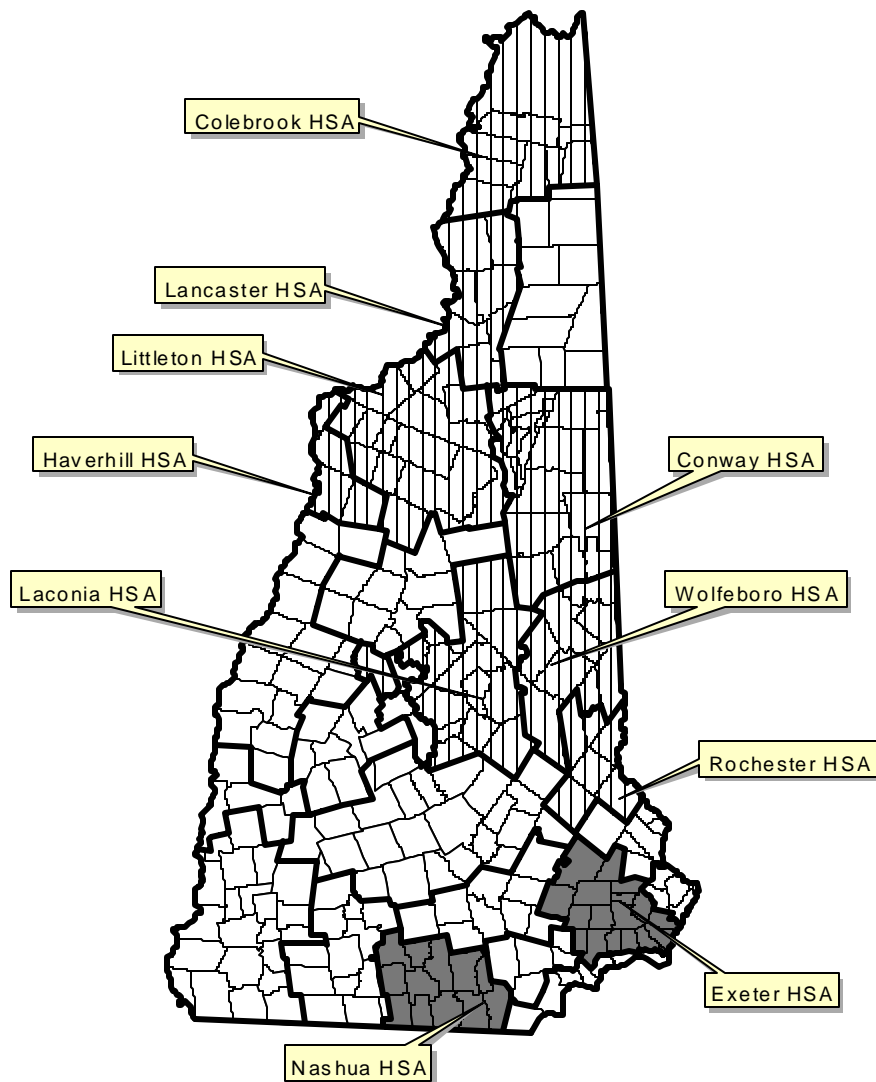 Colebrook HSA
Lancaster HSA
Littleton HSA
Haverhill HSA
Conway HSA
Laconia HSA
Wolfeboro HSA
Rochester HSA
Exeter HSA
Nashua HSA